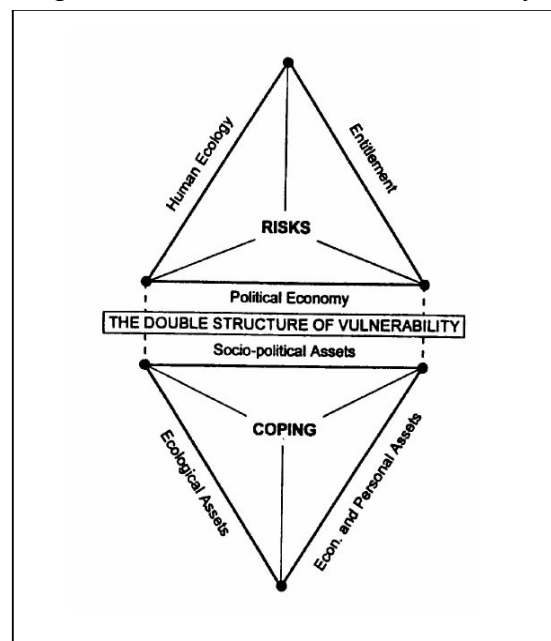 Human Ecology
Entitlement
RISKS
Political Economy
THE DOUBLE STRUCTURE OF VULNERABILITY
Socio-political Assets
COPING
Ecological Assets
Econ. and Personal Assets